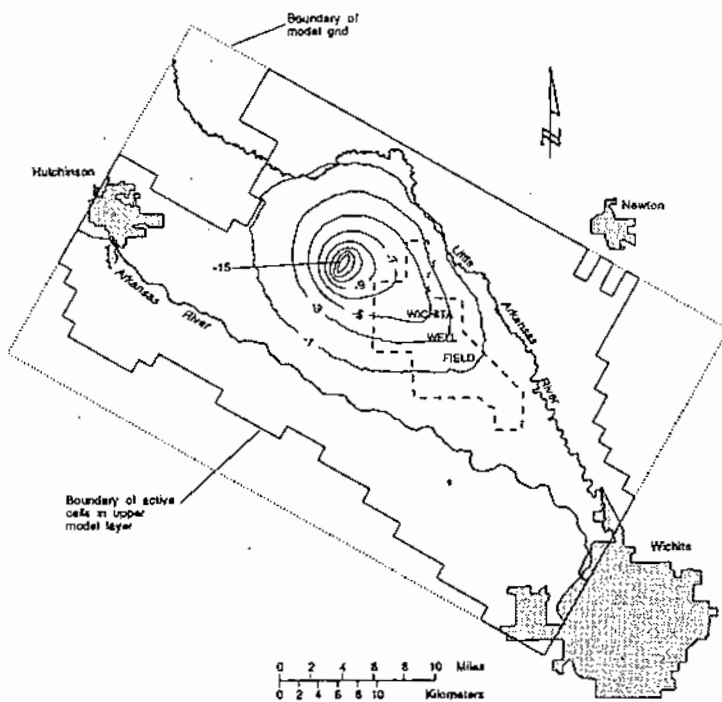 Boundary of
model grid
N
Hutchinson
Newton
-15
Little
Arkansas
River
Arkansas
River
-9
-3
-5
-1
WICHITA
WELL
FIELD
Boundary of active
cells in upper
model layer
Wichita
0 2 4 6 8 10 Miles
0 2 4 6 8 10 Kilometers